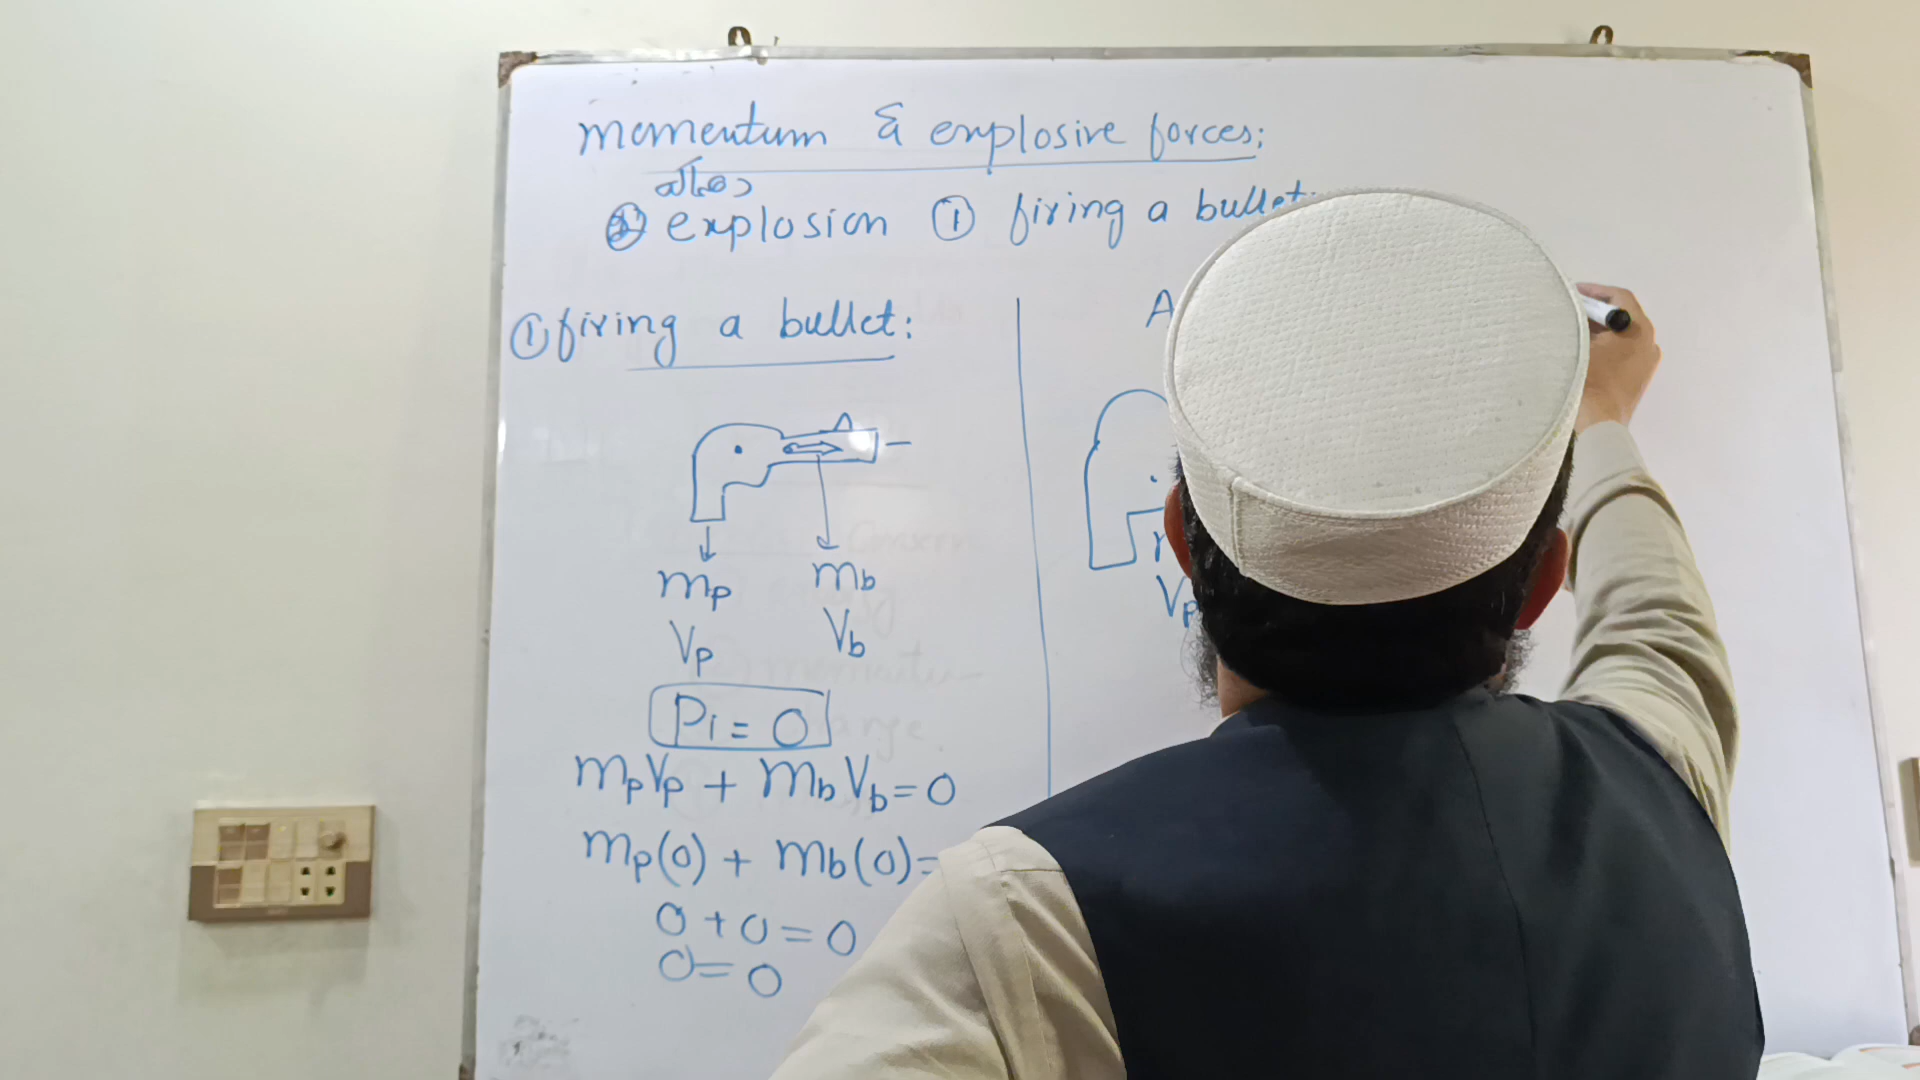 momentum & explosive forces:
② explosion ① firing a bullet
① firing a bullet:
mp
mb
Vp
Vb
Pi = 0
mpVp + mbVb = 0
mp(0) + mb(0) =
0 + 0 = 0
0 = 0
A
Vp